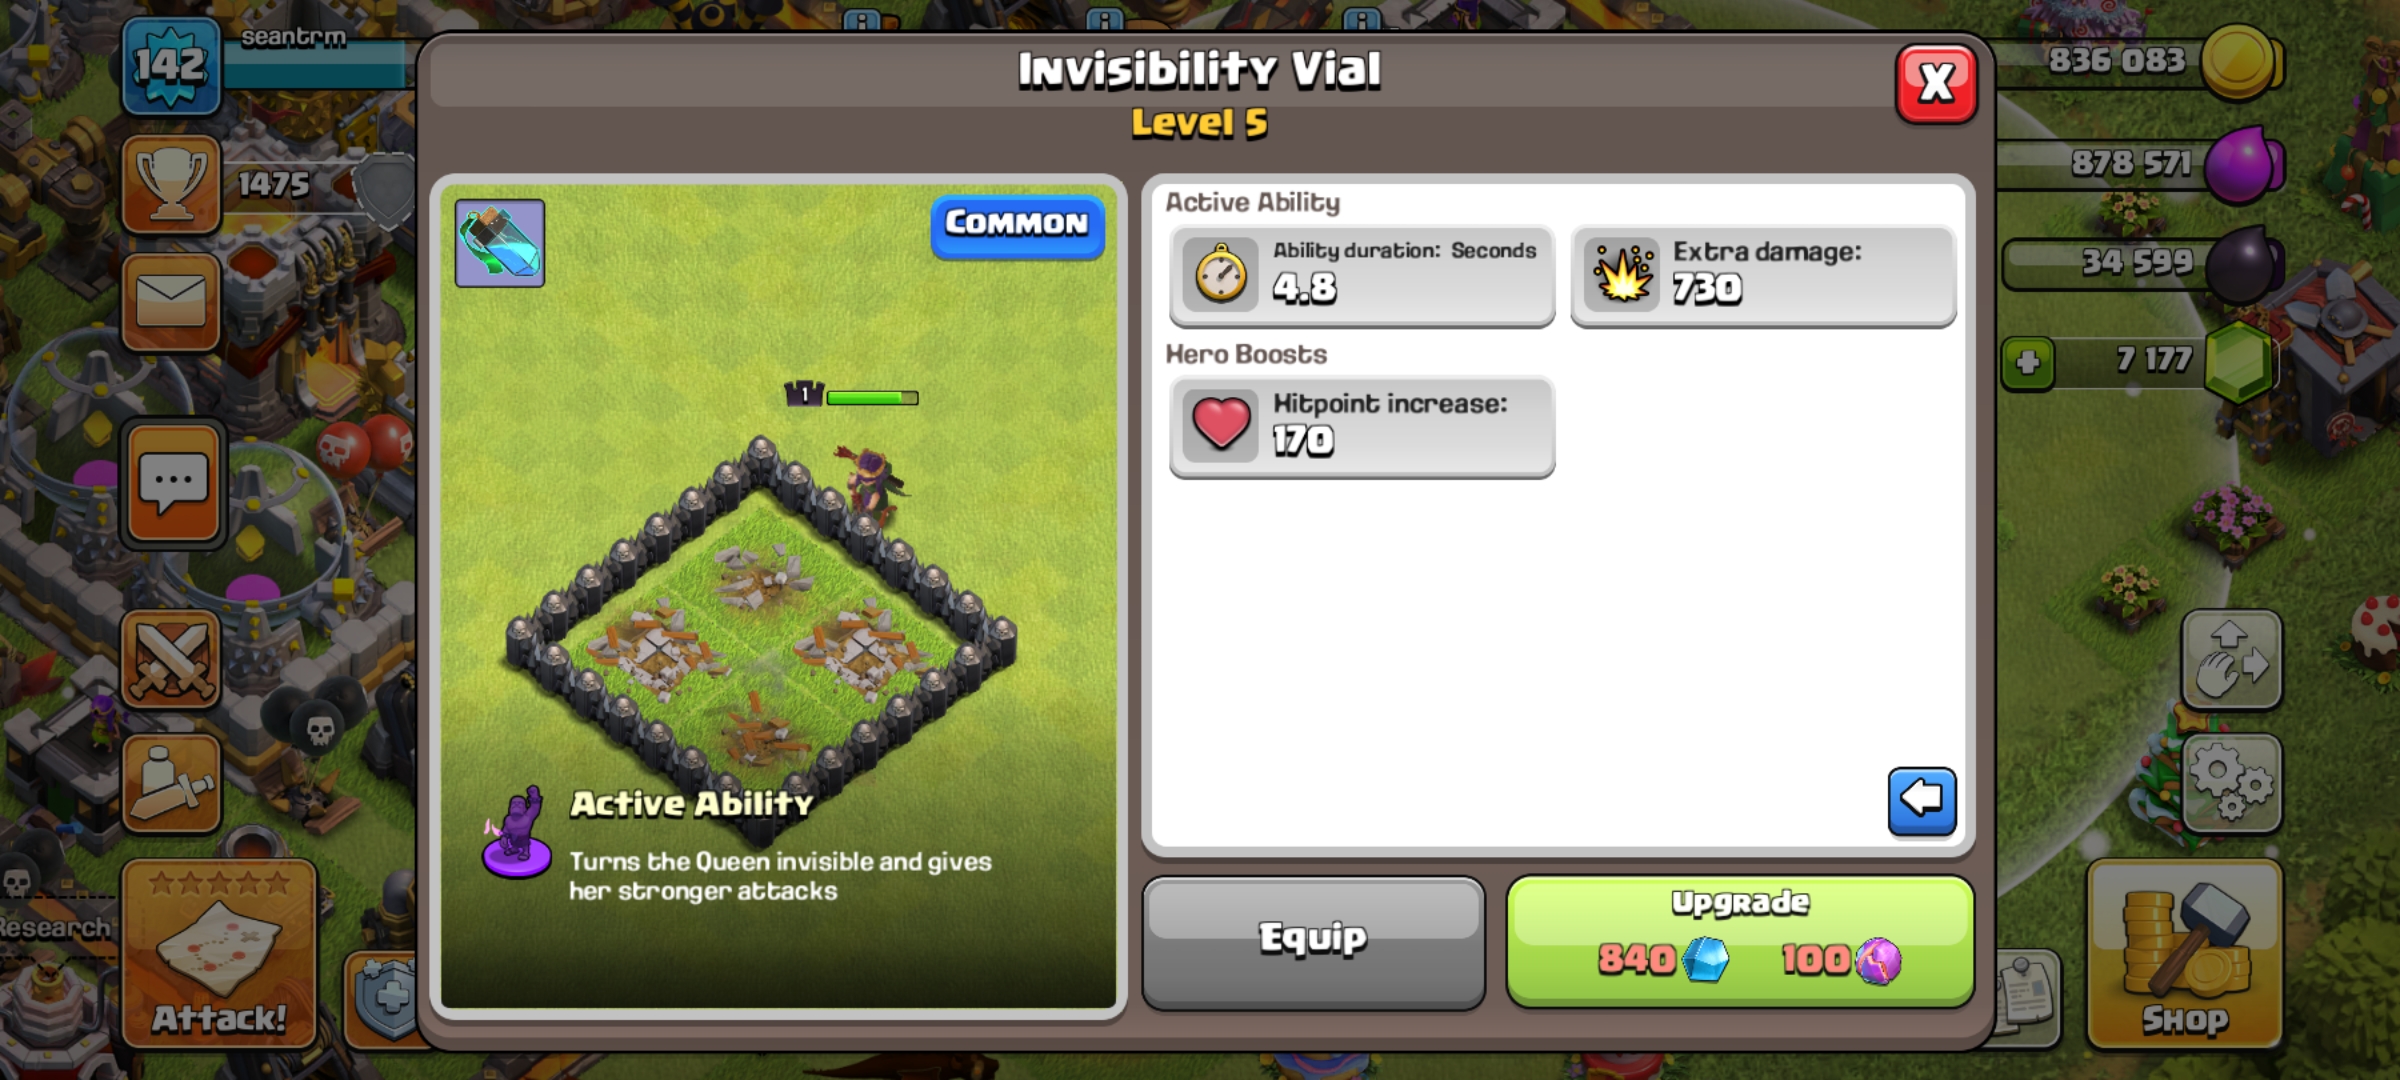 142
seantrm
1475
836 083
878 571
34 599
7 177
Invisibility Vial
Level 5
X
Common
1
Active Ability
Turns the Queen invisible and gives
her stronger attacks
Active Ability
Ability duration: Seconds
4.8
Extra damage:
730
Hero Boosts
Hitpoint increase:
170
Equip
Upgrade
840 100
Research
Attack!
Shop